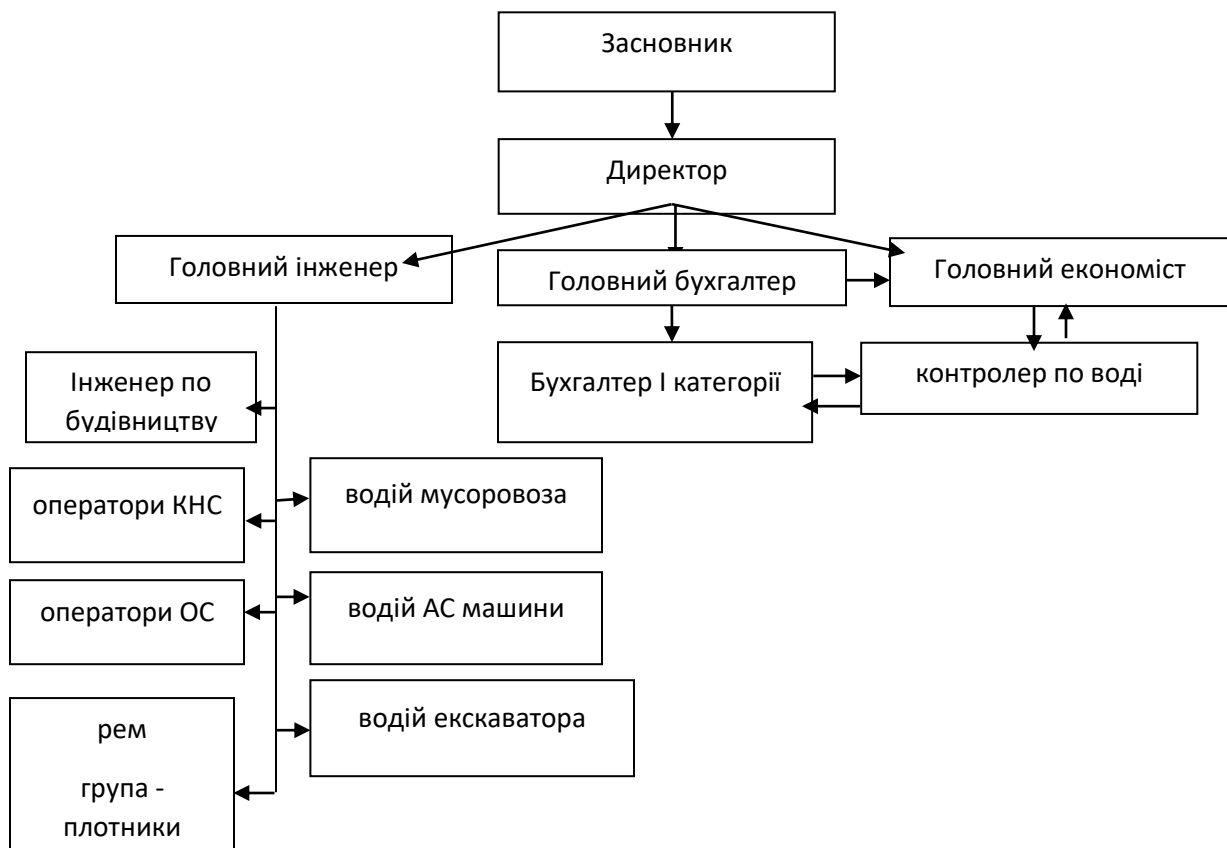 Засновник
Директор
Головний інженер
Головний бухгалтер
Головний економіст
Інженер по
будівництву
Бухгалтер І категорії
контролер по воді
оператори КНС
водій мусоровоза
оператори ОС
водій АС машини
рем
група -
плотники
водій екскаватора